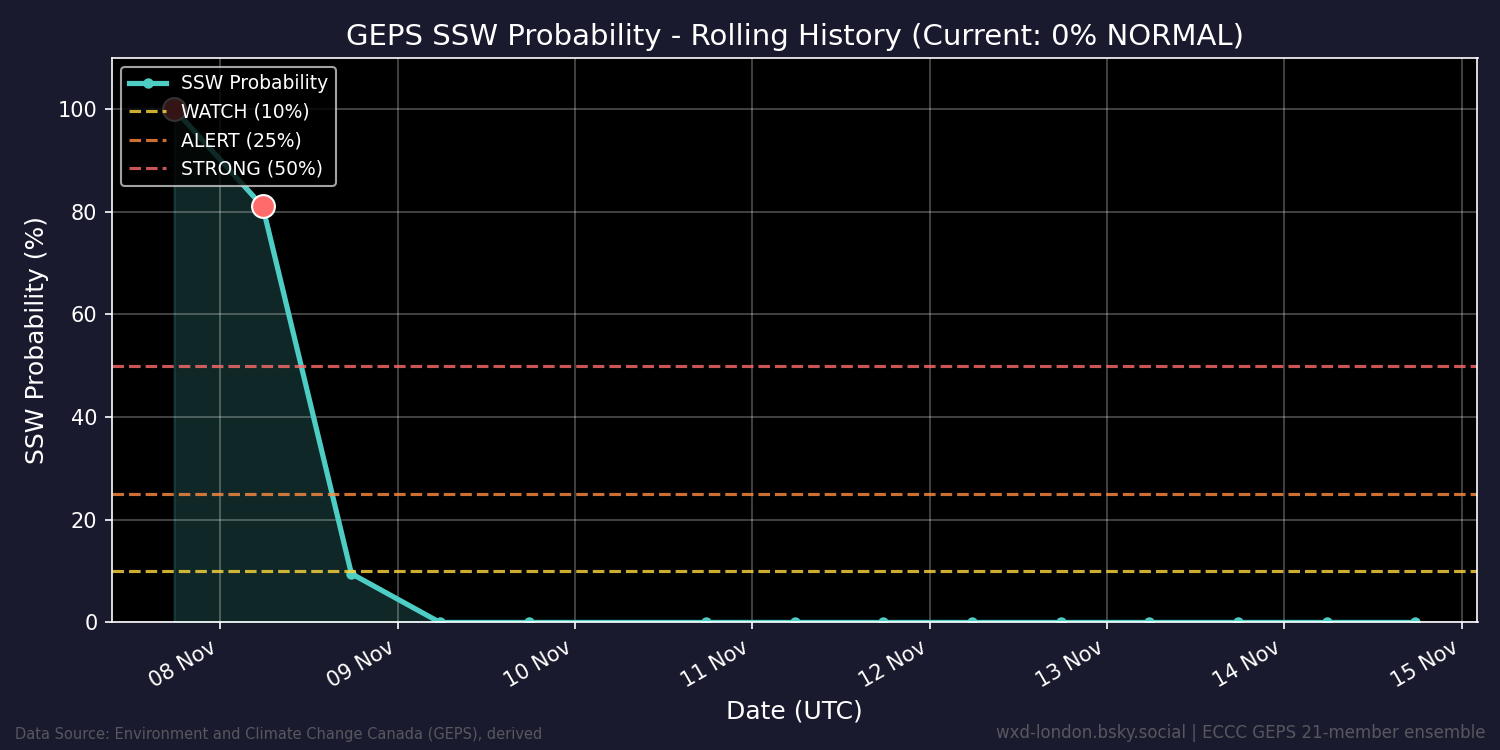 GEPS SSW Probability - Rolling History (Current: 0% NORMAL)
SSW Probability
WATCH (10%)
ALERT (25%)
STRONG (50%)
100
80
60
40
20
0
SSW Probability (%)
08 Nov
09 Nov
10 Nov
11 Nov
12 Nov
13 Nov
14 Nov
15 Nov
Date (UTC)
Data Source: Environment and Climate Change Canada (GEPS), derived
wxd-london.bsky.social | ECCC GEPS 21-member ensemble